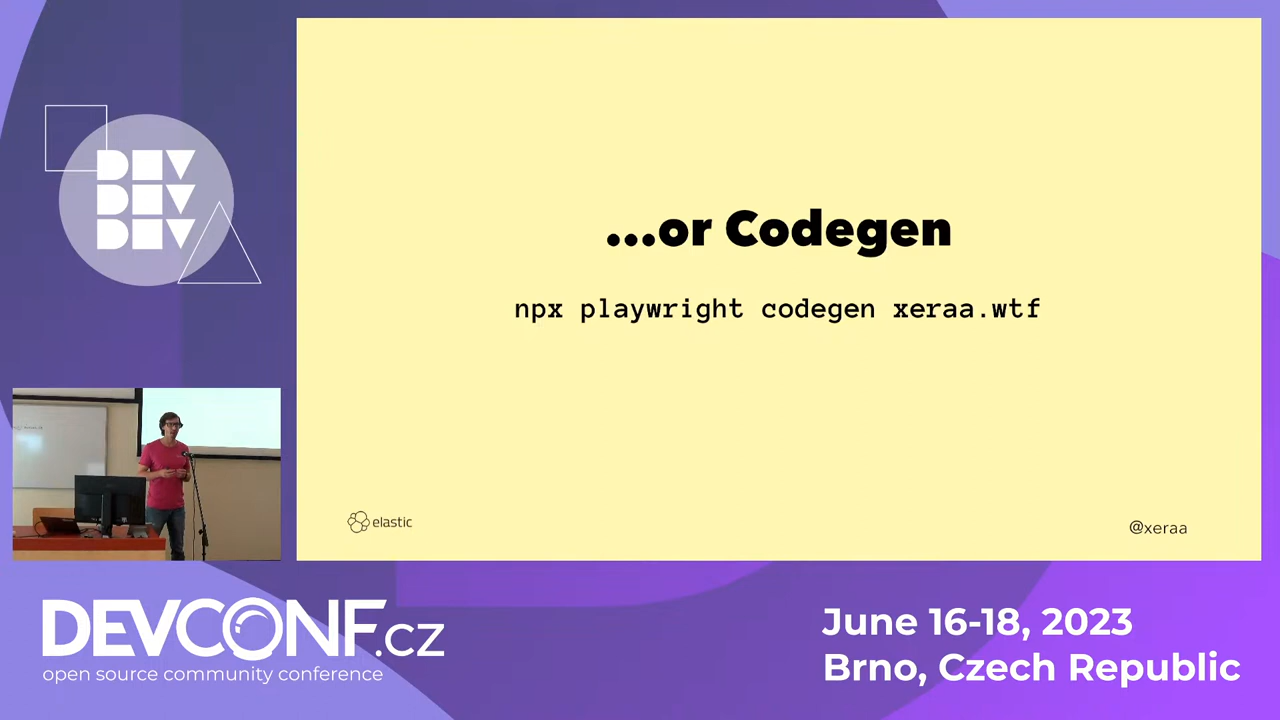 DEV
DEV
DEV
...or Codegen
npx playwright codegen xeraa.wtf
elastic
@xeraa
DEVCONF.cz
open source community conference
June 16-18, 2023
Brno, Czech Republic